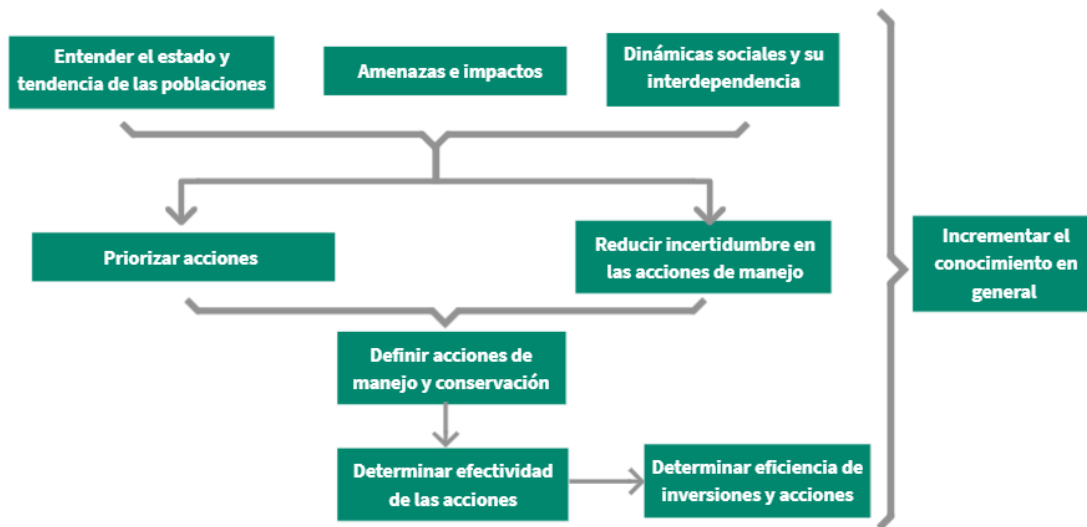 Entender el estado y
tendencia de las poblaciones
Amenazas e impactos
Dinámicas sociales y su
interdependencia
Priorizar acciones
Reducir incertidumbre en
las acciones de manejo
Incrementar el
conocimiento en
general
Definir acciones de
manejo y conservación
Determinar efectividad
de las acciones
Determinar eficiencia de
inversiones y acciones